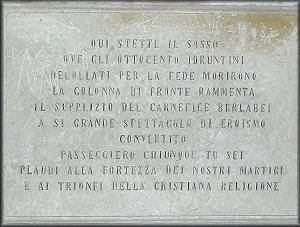 QUI STETTE IL SASSO
OVE GLI OTTOCENTO IDRUNTINI
DECOLLATI PER LA FEDE MORIRONO
LA COLONNA DI FRONTE RAMMENTA
IL SUPPLIZIO DEL CARNEFICE BERLABEI
A SI GRANDE SPETTACOLO DI EROISMO
CONVERTITO
PASSEGGIERO CHIUNQUE TU SEI
PLAUDI ALLA FORTEZZA DEI NOSTRI MARTIRI
E AI TRIONFI DELLA CRISTIANA RELIGIONE